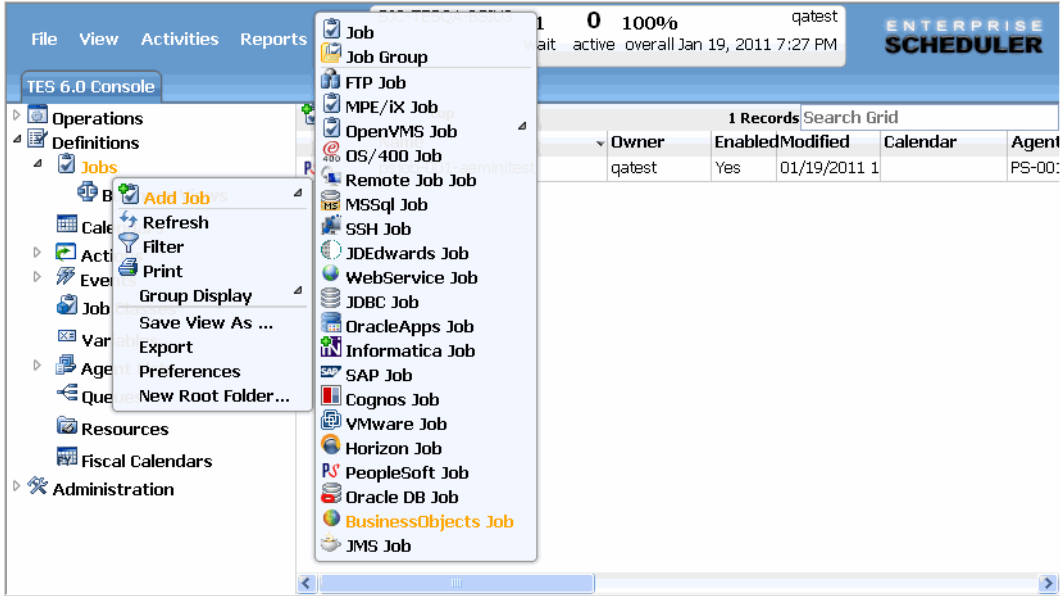 qatest
1 0 100%
ENTERPRISE
File View Activities Reports
wait active overall Jan 19, 2011 7:27 PM
SCHEDULER
TES 6.0 Console
Job
Job Group
FTP Job
MPE/iX Job
OpenVMS Job
OS/400 Job
Remote Job Job
MSSql Job
SSH Job
JDEdwards Job
WebService Job
JDBC Job
OracleApps Job
Informatica Job
SAP Job
Cognos Job
VMware Job
Horizon Job
PeopleSoft Job
Oracle DB Job
BusinessObjects Job
JMS Job
Operations
Definitions
Jobs
Add Job
Refresh
Filter
Print
Group Display
Save View As ...
Export
Preferences
New Root Folder...
Resources
Fiscal Calendars
Administration
1 Records Search Grid
Owner Enabled Modified Calendar Agent
qatest Yes 01/19/2011 1 PS-001